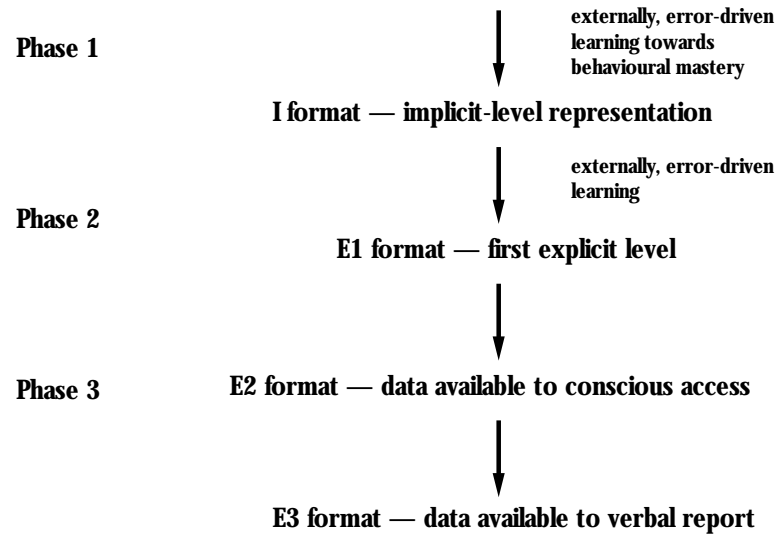 externally, error-driven
Phase 1
learning towards
behavioural mastery
I format — implicit-level representation
externally, error-driven
learning
Phase 2
E1 format — first explicit level
Phase 3
E2 format — data available to conscious access
E3 format — data available to verbal report